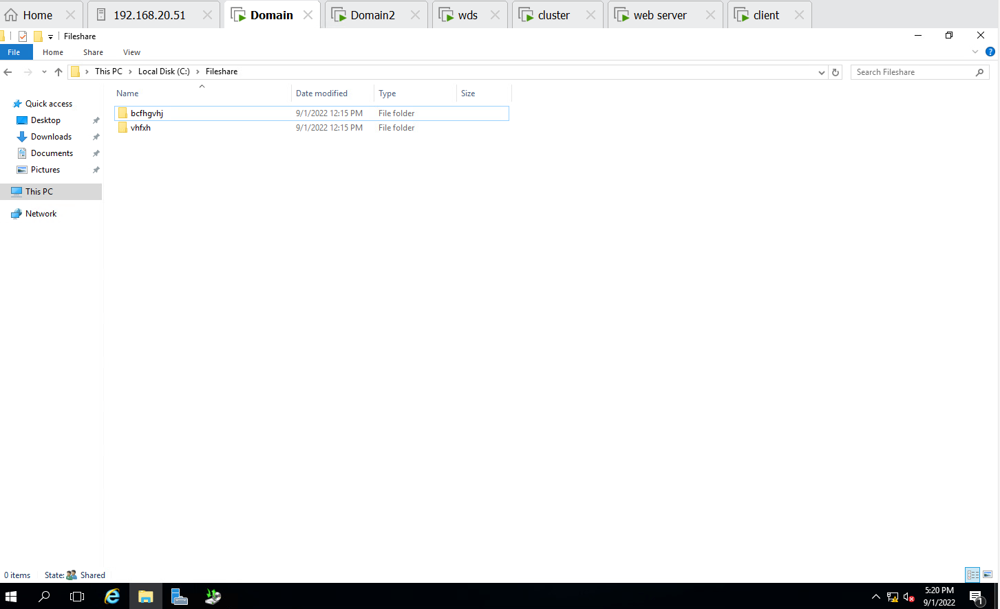 Home 192.168.20.51 Domain Domain2 wds cluster web server client
Fileshare
File Home Share View
This PC Local Disk (C:) Fileshare Search Fileshare
Name Date modified Type Size
Quick access
bcfhgvhj 9/1/2022 12:15 PM File folder
Desktop
vhfxh 9/1/2022 12:15 PM File folder
Downloads
Documents
Pictures
This PC
Network
0 items State: Shared
5:20 PM
9/1/2022
1